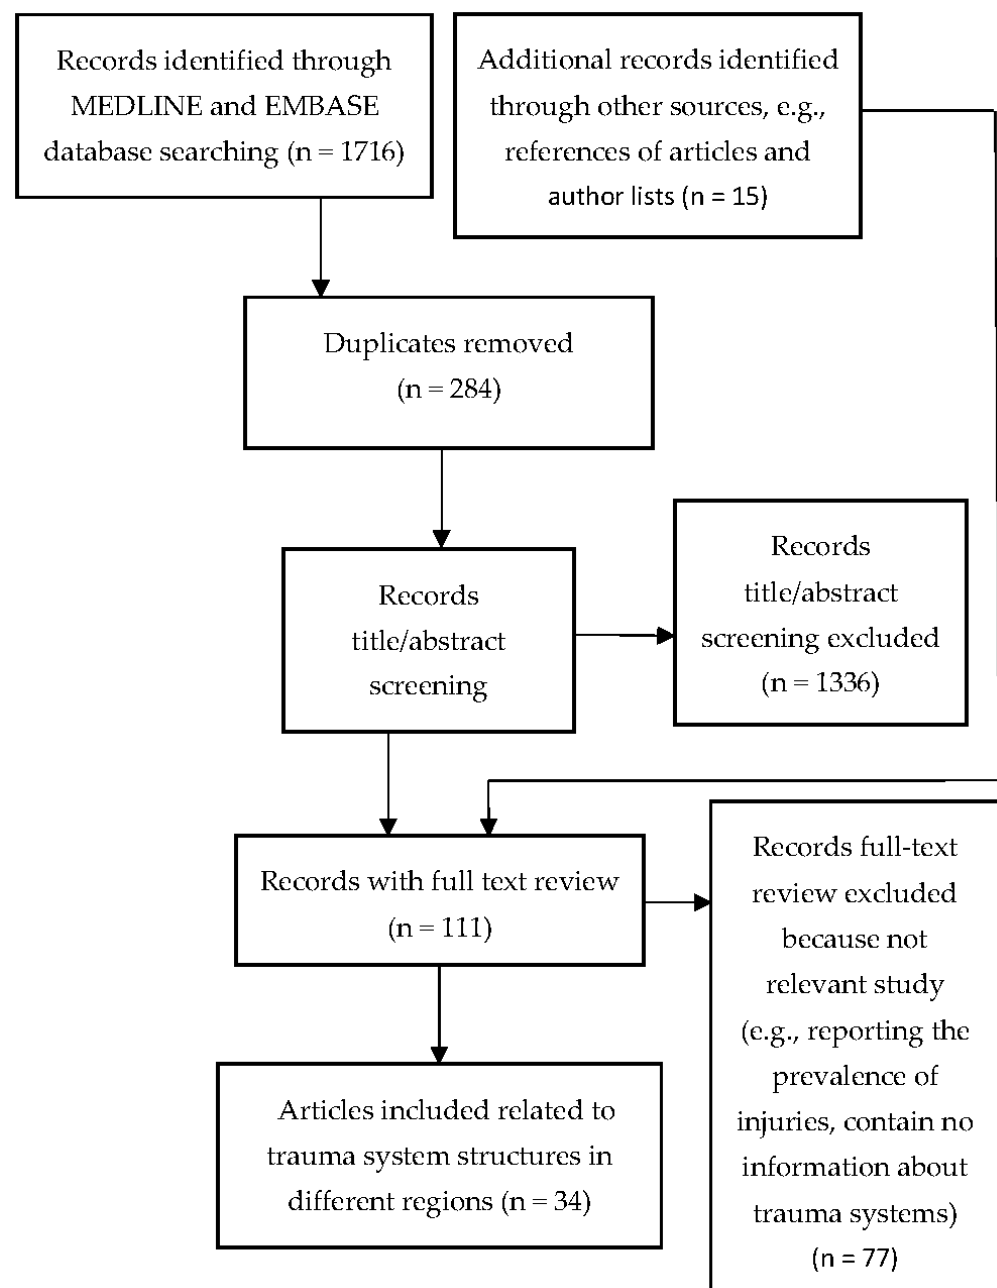 Records identified through
MEDLINE and EMBASE
database searching (n = 1716)
Additional records identified
through other sources, e.g.,
references of articles and
author lists (n = 15)
Duplicates removed
(n = 284)
Records
title/abstract
screening
Records
title/abstract
screening excluded
(n = 1336)
Records with full text review
(n = 111)
Records full-text
review excluded
because not
relevant study
(e.g., reporting the
prevalence of
injuries, contain no
information about
trauma systems)
(n = 77)
Articles included related to
trauma system structures in
different regions (n = 34)